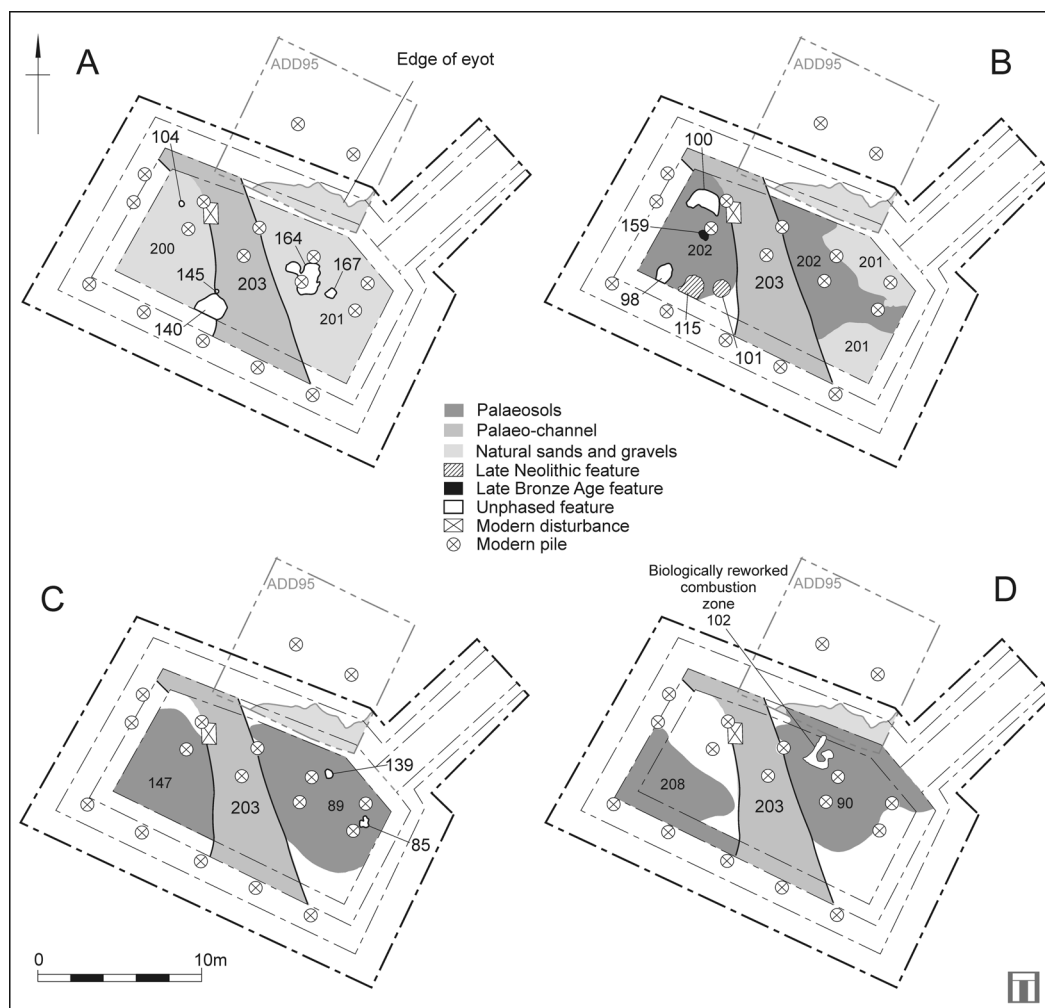 A
ADD95
Edge of eyot
104
200
145
140
203
164
167
201
B
ADD95
100
159
202
98
115
101
203
202
201
201
Palaeosols
Palaeo-channel
Natural sands and gravels
Late Neolithic feature
Late Bronze Age feature
Unphased feature
Modern disturbance
Modern pile
C
ADD95
147
203
139
89
85
D
ADD95
Biologically reworked
combustion
zone
102
208
203
90
0
10m